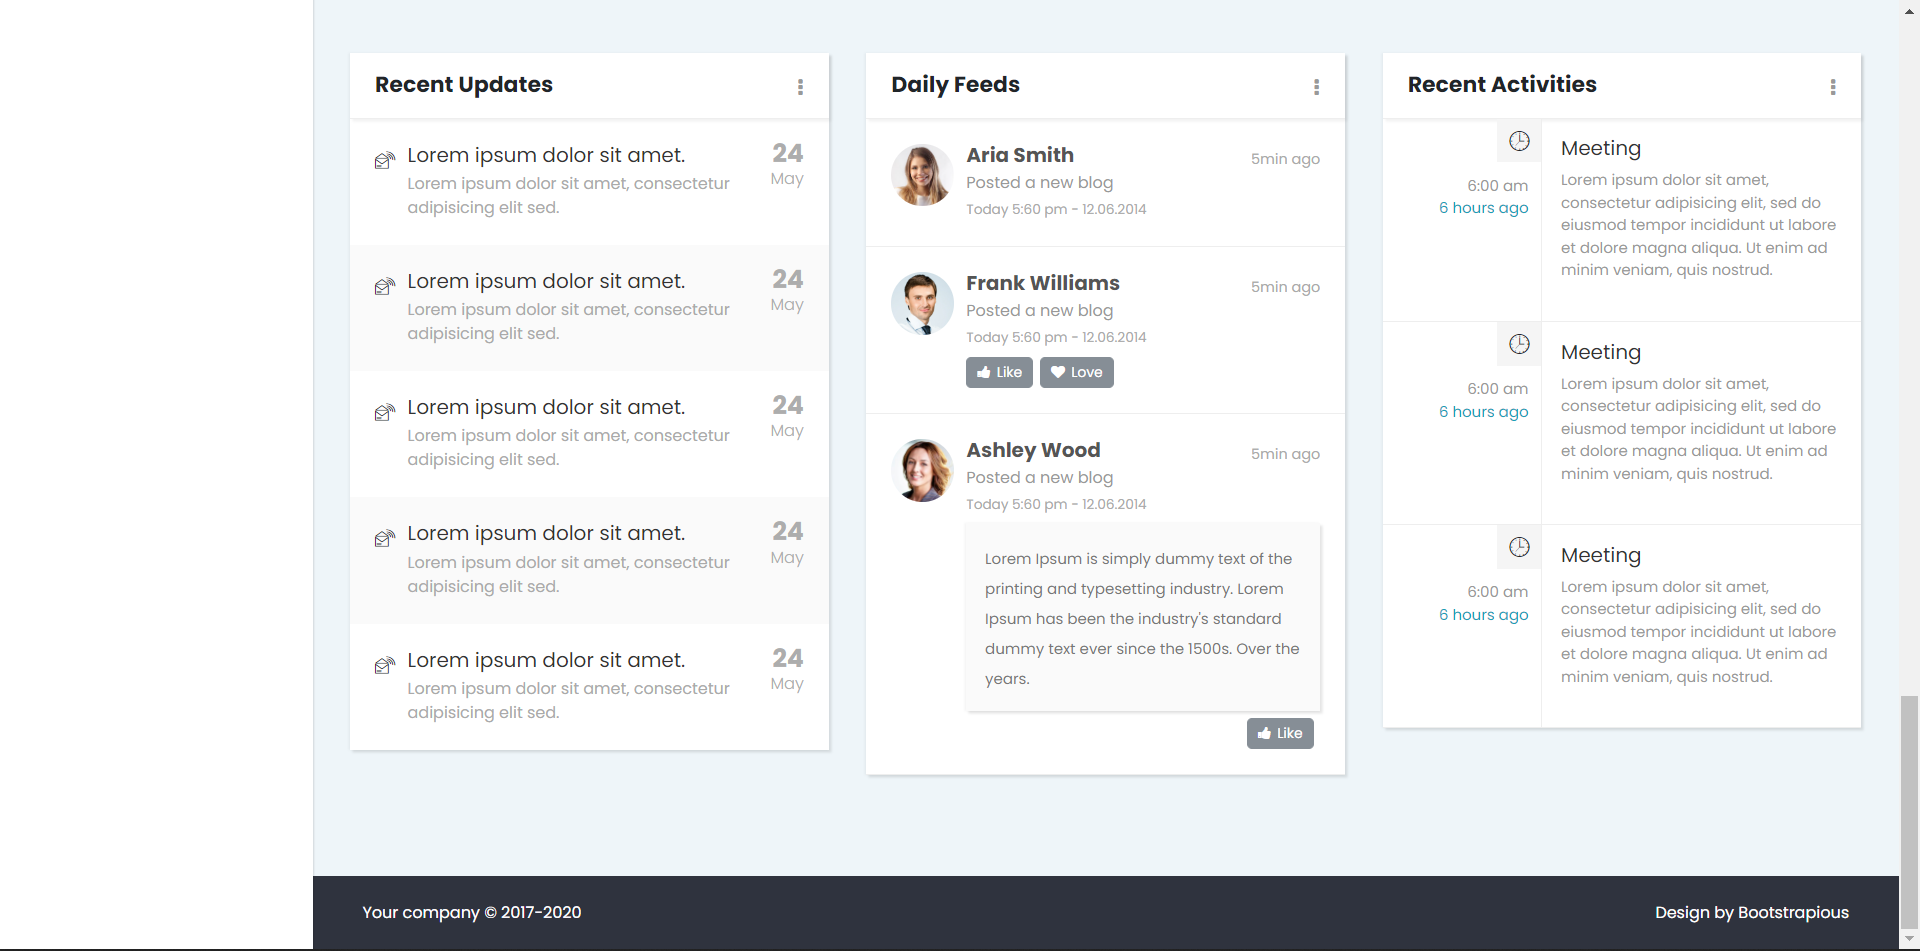 Recent Updates
Lorem ipsum dolor sit amet.
24
May
Lorem ipsum dolor sit amet, consectetur
adipisicing elit sed.
Lorem ipsum dolor sit amet.
24
May
Lorem ipsum dolor sit amet, consectetur
adipisicing elit sed.
Lorem ipsum dolor sit amet.
24
May
Lorem ipsum dolor sit amet, consectetur
adipisicing elit sed.
Lorem ipsum dolor sit amet.
24
May
Lorem ipsum dolor sit amet, consectetur
adipisicing elit sed.
Lorem ipsum dolor sit amet.
24
May
Lorem ipsum dolor sit amet, consectetur
adipisicing elit sed.
Daily Feeds
Aria Smith
5min ago
Posted a new blog
Today 5:60 pm - 12.06.2014
Frank Williams
5min ago
Posted a new blog
Today 5:60 pm - 12.06.2014
Like
Love
Ashley Wood
5min ago
Posted a new blog
Today 5:60 pm - 12.06.2014
Lorem Ipsum is simply dummy text of the
printing and typesetting industry. Lorem
Ipsum has been the industry's standard
dummy text ever since the 1500s. Over the
years.
Like
Recent Activities
6:00 am
6 hours ago
Meeting
Lorem ipsum dolor sit amet,
consectetur adipisicing elit, sed do
eiusmod tempor incididunt ut labore
et dolore magna aliqua. Ut enim ad
minim veniam, quis nostrud.
6:00 am
6 hours ago
Meeting
Lorem ipsum dolor sit amet,
consectetur adipisicing elit, sed do
eiusmod tempor incididunt ut labore
et dolore magna aliqua. Ut enim ad
minim veniam, quis nostrud.
6:00 am
6 hours ago
Meeting
Lorem ipsum dolor sit amet,
consectetur adipisicing elit, sed do
eiusmod tempor incididunt ut labore
et dolore magna aliqua. Ut enim ad
minim veniam, quis nostrud.
Your company © 2017-2020
Design by Bootstrapious